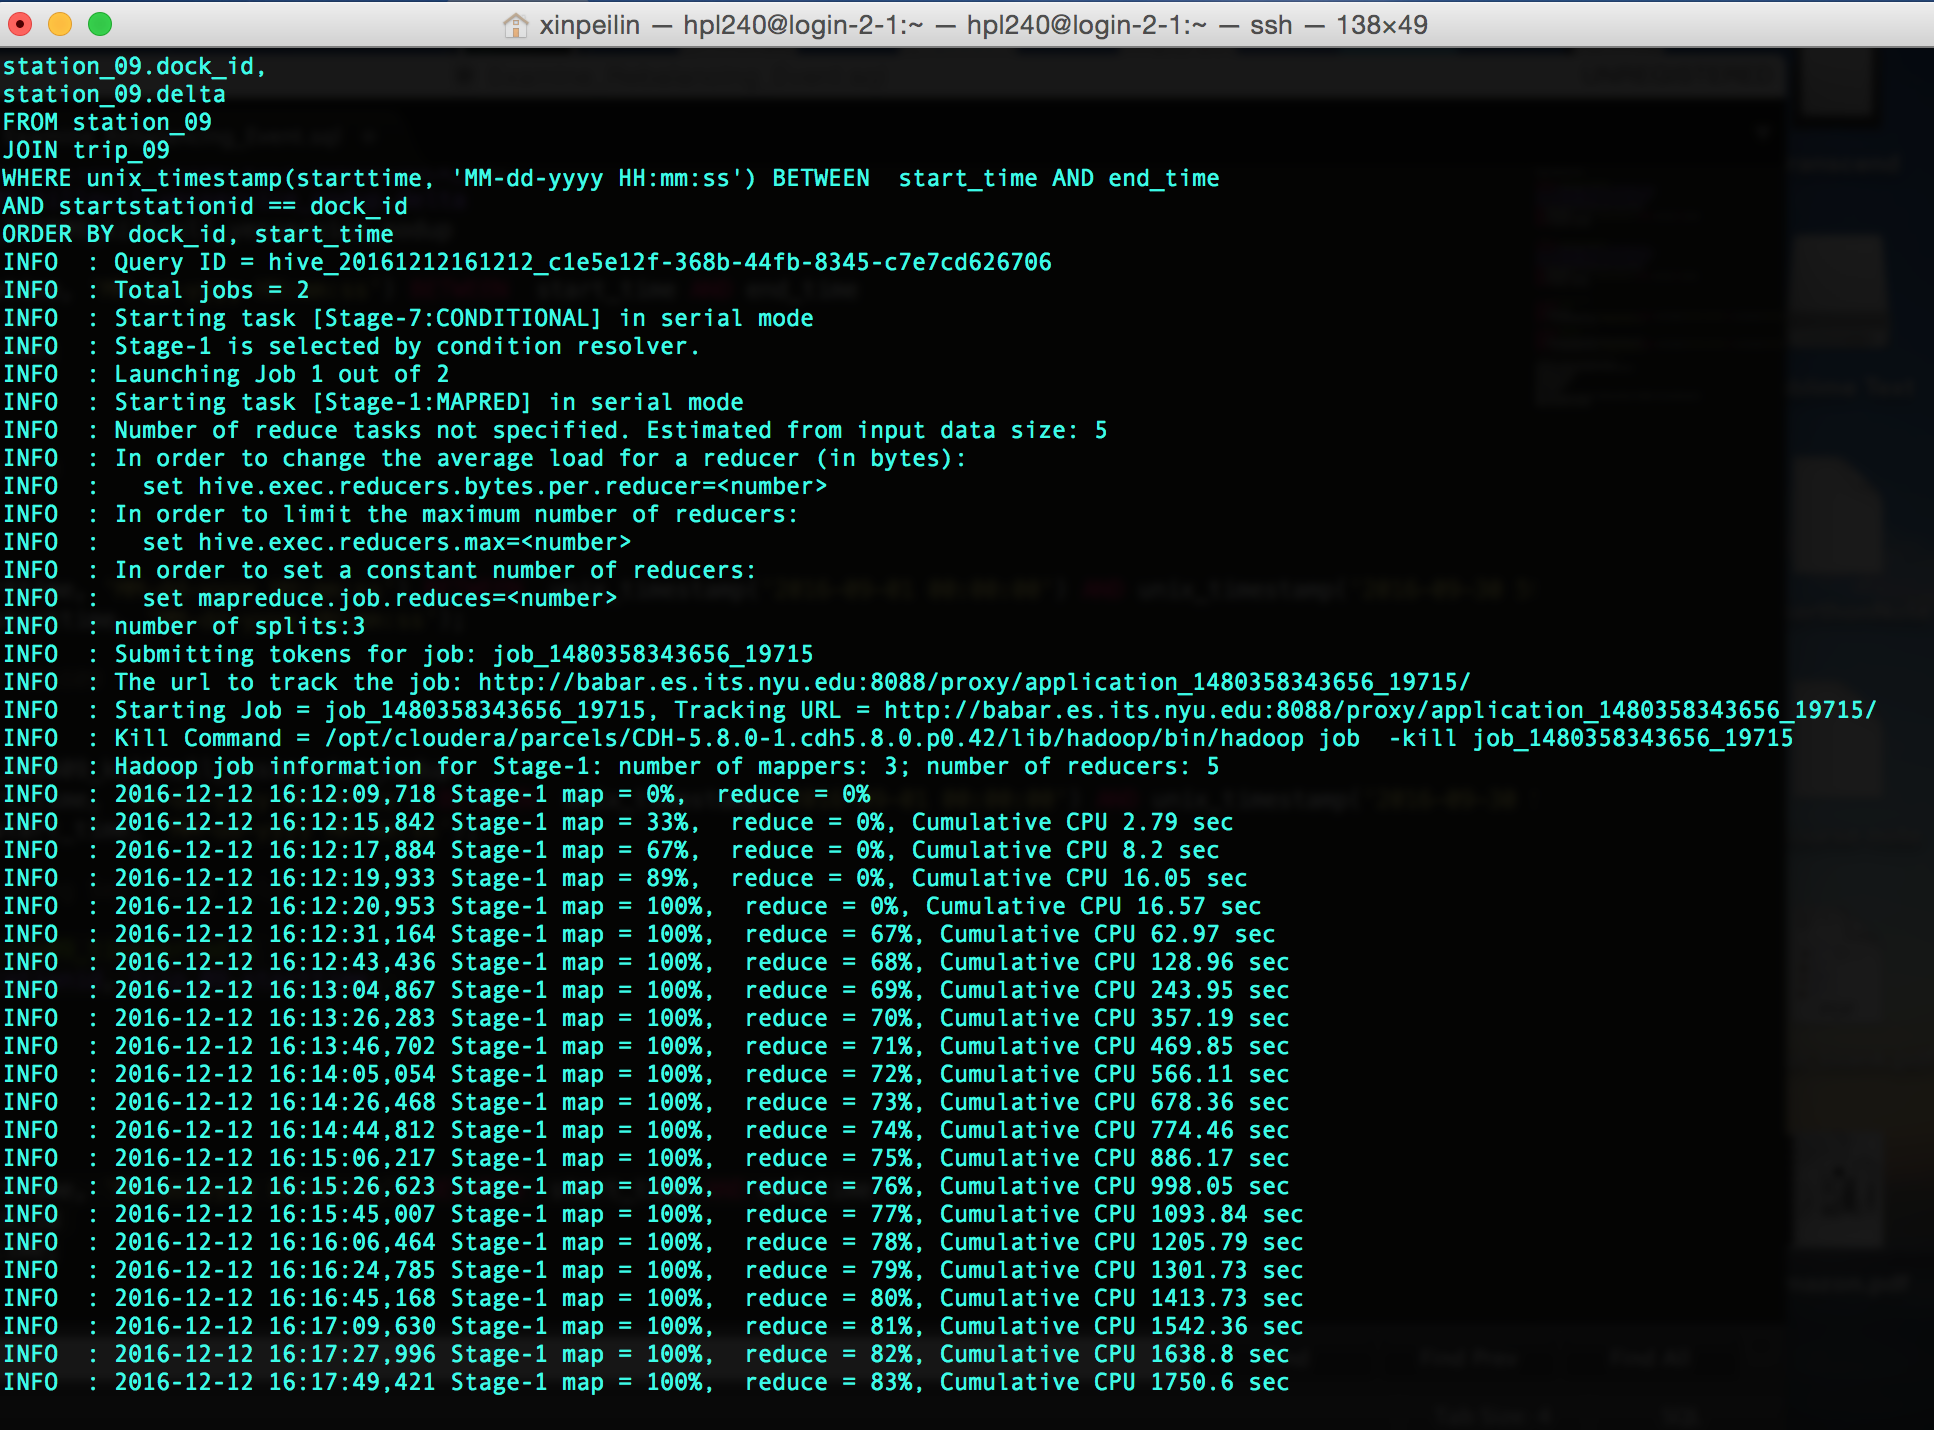 xinpeilin — hpl240@login-2-1:~ — hpl240@login-2-1:~ — ssh — 138×49
station_09.dock_id,
station_09.delta
FROM station_09
JOIN trip_09
WHERE unix_timestamp(starttime, 'MM-dd-yyyy HH:mm:ss') BETWEEN  start_time AND end_time
AND startstationid == dock_id
ORDER BY dock_id, start_time
INFO  : Query ID = hive_20161212161212_c1e5e12f-368b-44fb-8345-c7e7cd626706
INFO  : Total jobs = 2
INFO  : Starting task [Stage-7:CONDITIONAL] in serial mode
INFO  : Stage-1 is selected by condition resolver.
INFO  : Launching Job 1 out of 2
INFO  : Starting task [Stage-1:MAPRED] in serial mode
INFO  : Number of reduce tasks not specified. Estimated from input data size: 5
INFO  : In order to change the average load for a reducer (in bytes):
INFO  :   set hive.exec.reducers.bytes.per.reducer=<number>
INFO  : In order to limit the maximum number of reducers:
INFO  :   set hive.exec.reducers.max=<number>
INFO  : In order to set a constant number of reducers:
INFO  :   set mapreduce.job.reduces=<number>
INFO  : number of splits:3
INFO  : Submitting tokens for job: job_1480358343656_19715
INFO  : The url to track the job: http://babar.es.its.nyu.edu:8088/proxy/application_1480358343656_19715/
INFO  : Starting Job = job_1480358343656_19715, Tracking URL = http://babar.es.its.nyu.edu:8088/proxy/application_1480358343656_19715/
INFO  : Kill Command = /opt/cloudera/parcels/CDH-5.8.0-1.cdh5.8.0.p0.42/lib/hadoop/bin/hadoop job  -kill job_1480358343656_19715
INFO  : Hadoop job information for Stage-1: number of mappers: 3; number of reducers: 5
INFO  : 2016-12-12 16:12:09,718 Stage-1 map = 0%,  reduce = 0%
INFO  : 2016-12-12 16:12:15,842 Stage-1 map = 33%,  reduce = 0%, Cumulative CPU 2.79 sec
INFO  : 2016-12-12 16:12:17,884 Stage-1 map = 67%,  reduce = 0%, Cumulative CPU 8.2 sec
INFO  : 2016-12-12 16:12:19,933 Stage-1 map = 89%,  reduce = 0%, Cumulative CPU 16.05 sec
INFO  : 2016-12-12 16:12:20,953 Stage-1 map = 100%,  reduce = 0%, Cumulative CPU 16.57 sec
INFO  : 2016-12-12 16:12:31,164 Stage-1 map = 100%,  reduce = 67%, Cumulative CPU 62.97 sec
INFO  : 2016-12-12 16:12:43,436 Stage-1 map = 100%,  reduce = 68%, Cumulative CPU 128.96 sec
INFO  : 2016-12-12 16:13:04,867 Stage-1 map = 100%,  reduce = 69%, Cumulative CPU 243.95 sec
INFO  : 2016-12-12 16:13:26,283 Stage-1 map = 100%,  reduce = 70%, Cumulative CPU 357.19 sec
INFO  : 2016-12-12 16:13:46,702 Stage-1 map = 100%,  reduce = 71%, Cumulative CPU 469.85 sec
INFO  : 2016-12-12 16:14:05,054 Stage-1 map = 100%,  reduce = 72%, Cumulative CPU 566.11 sec
INFO  : 2016-12-12 16:14:26,468 Stage-1 map = 100%,  reduce = 73%, Cumulative CPU 678.36 sec
INFO  : 2016-12-12 16:14:44,812 Stage-1 map = 100%,  reduce = 74%, Cumulative CPU 774.46 sec
INFO  : 2016-12-12 16:15:06,217 Stage-1 map = 100%,  reduce = 75%, Cumulative CPU 886.17 sec
INFO  : 2016-12-12 16:15:26,623 Stage-1 map = 100%,  reduce = 76%, Cumulative CPU 998.05 sec
INFO  : 2016-12-12 16:15:45,007 Stage-1 map = 100%,  reduce = 77%, Cumulative CPU 1093.84 sec
INFO  : 2016-12-12 16:16:06,464 Stage-1 map = 100%,  reduce = 78%, Cumulative CPU 1205.79 sec
INFO  : 2016-12-12 16:16:24,785 Stage-1 map = 100%,  reduce = 79%, Cumulative CPU 1301.73 sec
INFO  : 2016-12-12 16:16:45,168 Stage-1 map = 100%,  reduce = 80%, Cumulative CPU 1413.73 sec
INFO  : 2016-12-12 16:17:09,630 Stage-1 map = 100%,  reduce = 81%, Cumulative CPU 1542.36 sec
INFO  : 2016-12-12 16:17:27,996 Stage-1 map = 100%,  reduce = 82%, Cumulative CPU 1638.8 sec
INFO  : 2016-12-12 16:17:49,421 Stage-1 map = 100%,  reduce = 83%, Cumulative CPU 1750.6 sec